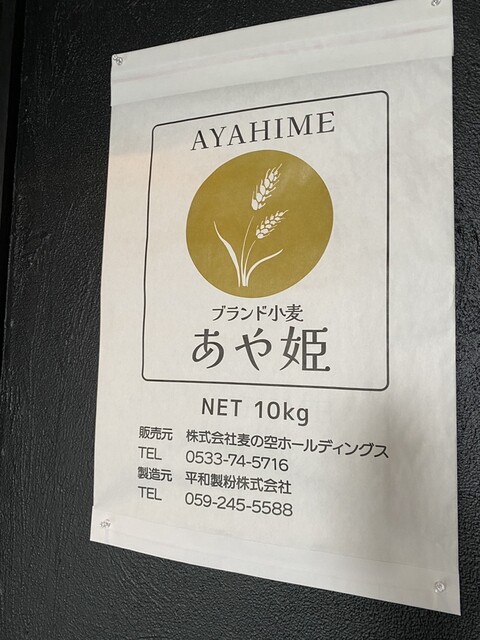 AYAHIME
ブランド小麦
あや姫
NET 10kg
販売元 株式会社麦の空ホールディングス
TEL 0533-74-5716
製造元 平和製粉株式会社
TEL 059-245-5588